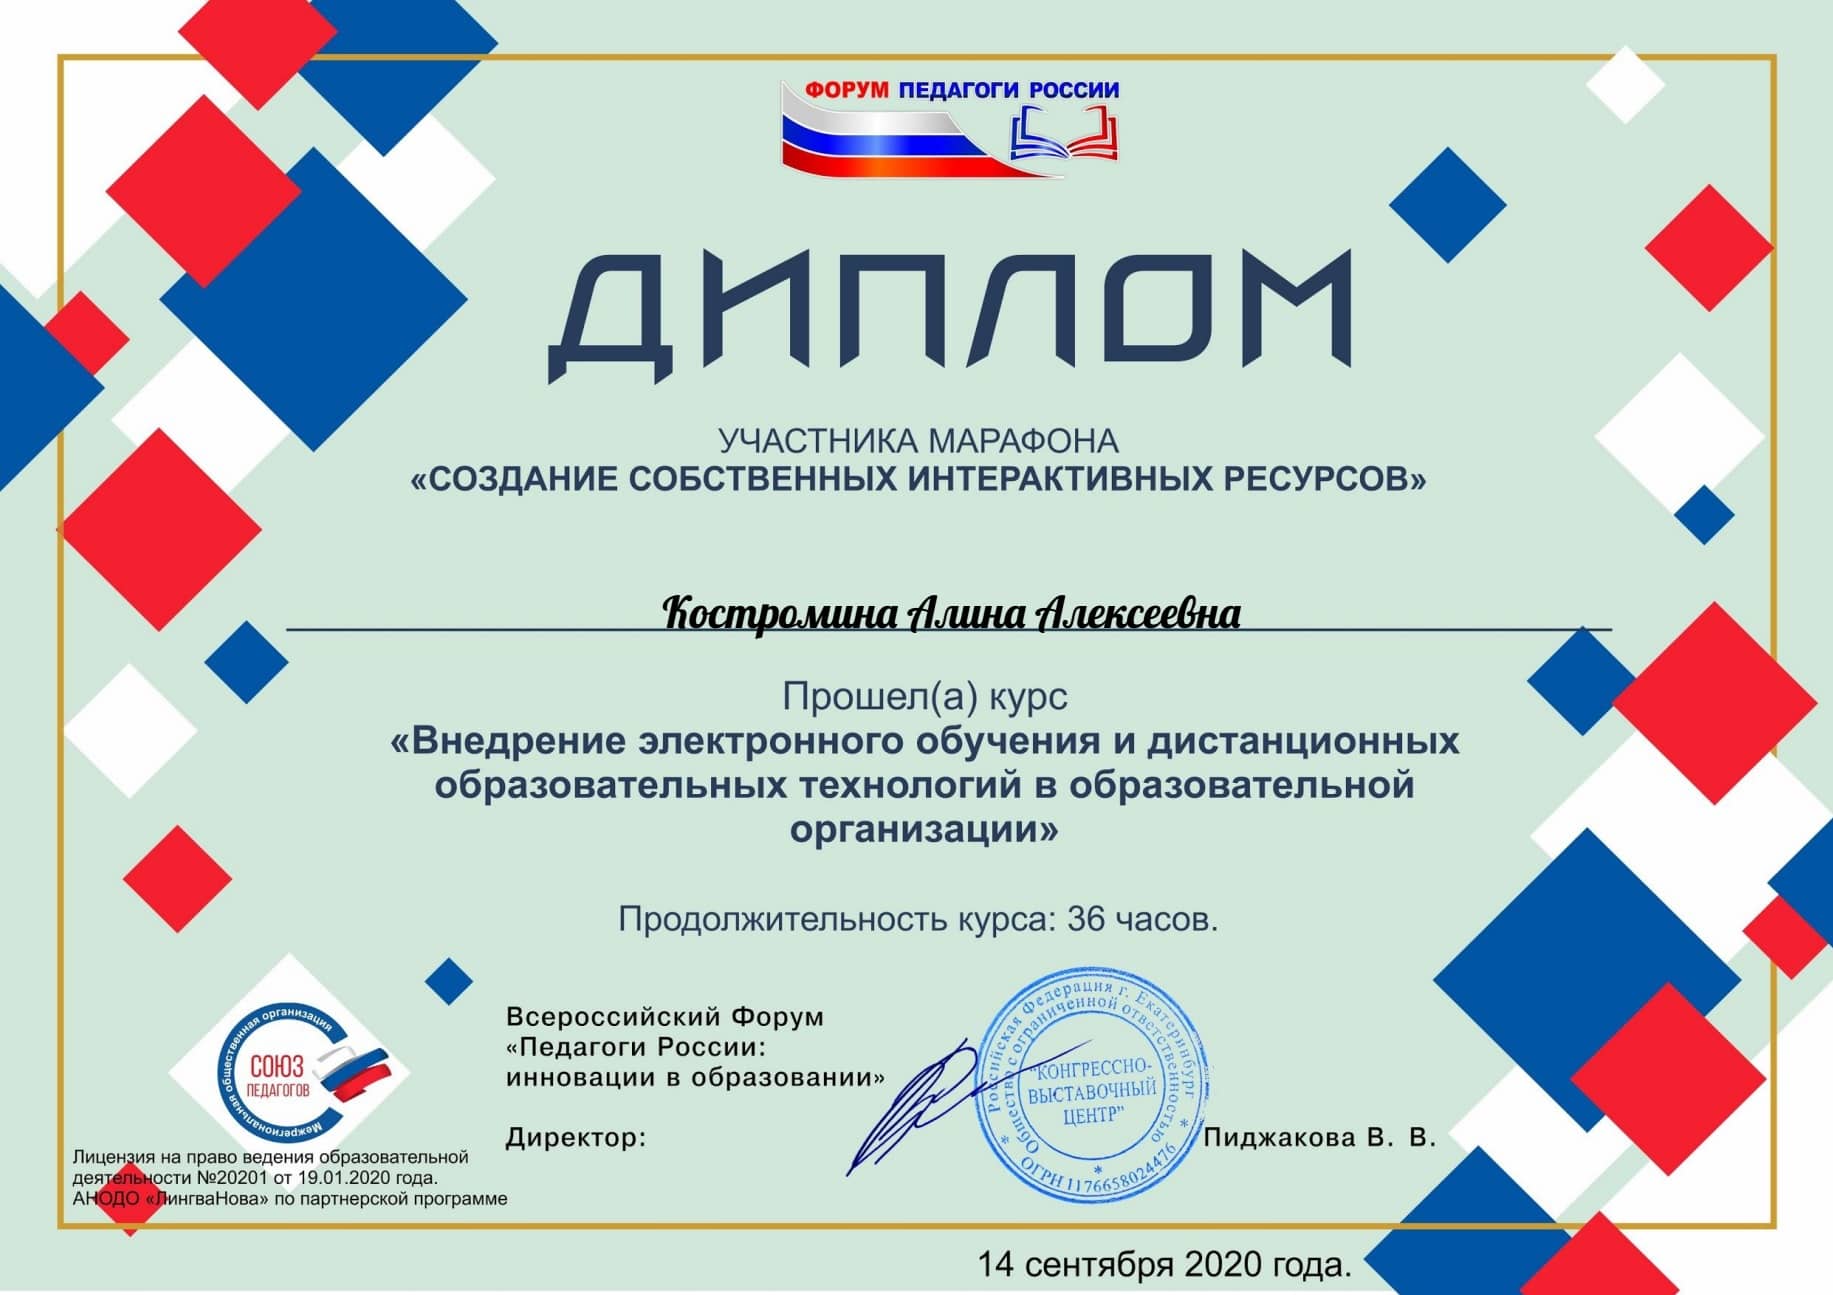 ФОРУМ ПЕДАГОГИ РОССИИ
ДИПЛОМ
УЧАСТНИКА МАРАФОНА
«СОЗДАНИЕ СОБСТВЕННЫХ ИНТЕРАКТИВНЫХ РЕСУРСОВ»
Костромина Алина Алексеевна
Прошел(а) курс
«Внедрение электронного обучения и дистанционных
образовательных технологий в образовательной
организации»
Продолжительность курса: 36 часов.
Межрегиональная общественная организация
СОЮЗ
ПЕДАГОГОВ
Лицензия на право ведения образовательной
деятельности №20201 от 19.01.2020 года.
АНОДО «ЛингваНова» по партнерской программе
Всероссийский Форум
«Педагоги России:
инновации в образовании»
Директор:
Российская Федерация г. Екатеринбург
Общество с ограниченной ответственностью
"КОНГРЕССНО-
ВЫСТАВОЧНЫЙ
ЦЕНТР"
ОГРН 1176658024476
Пиджакова В. В.
14 сентября 2020 года.